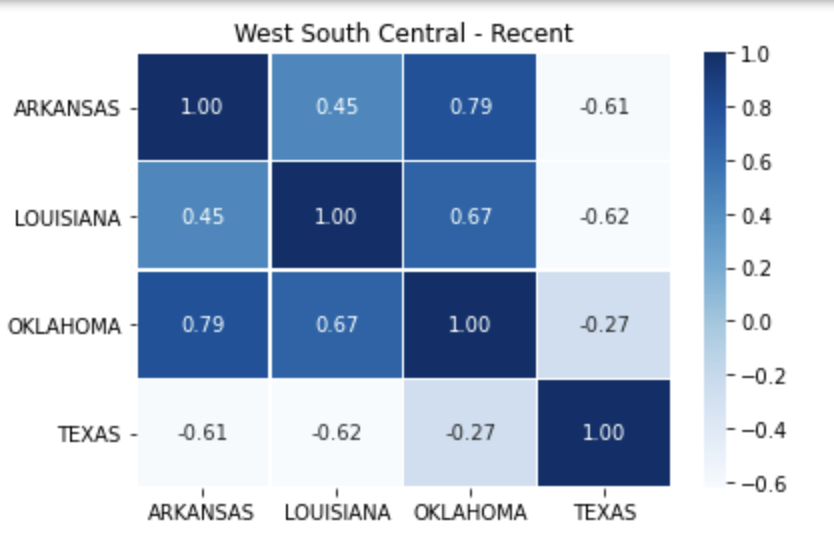 West South Central - Recent
ARKANSAS 1.00 0.45 0.79 -0.61
LOUISIANA 0.45 1.00 0.67 -0.62
OKLAHOMA 0.79 0.67 1.00 -0.27
TEXAS -0.61 -0.62 -0.27 1.00
ARKANSAS LOUISIANA OKLAHOMA TEXAS
1.0
0.8
0.6
0.4
0.2
0.0
−0.2
−0.4
−0.6